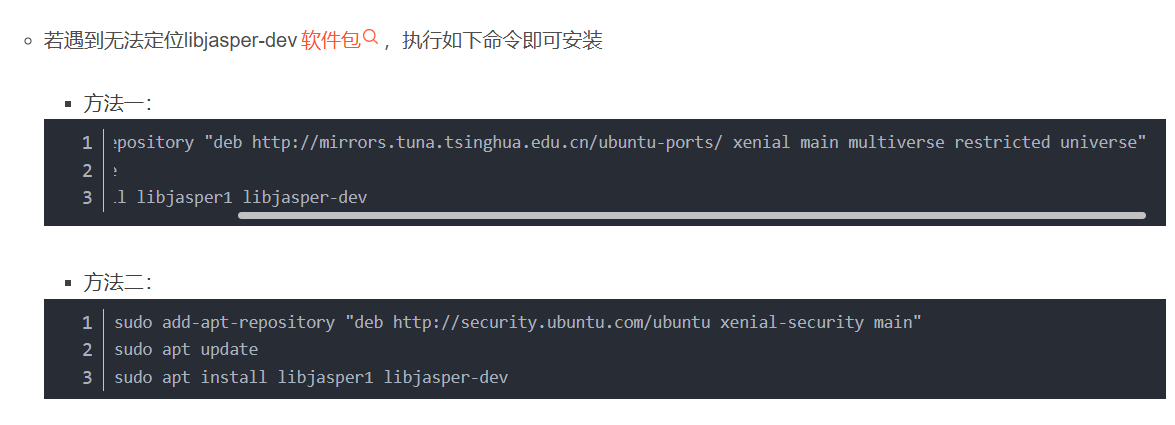 若遇到无法定位libjasper-dev 软件包，执行如下命令即可安装
方法一：
1 epository "deb http://mirrors.tuna.tsinghua.edu.cn/ubuntu-ports/ xenial main multiverse restricted universe"
2 e
3 ll libjasper1 libjasper-dev
方法二：
1 sudo add-apt-repository "deb http://security.ubuntu.com/ubuntu xenial-security main"
2 sudo apt update
3 sudo apt install libjasper1 libjasper-dev